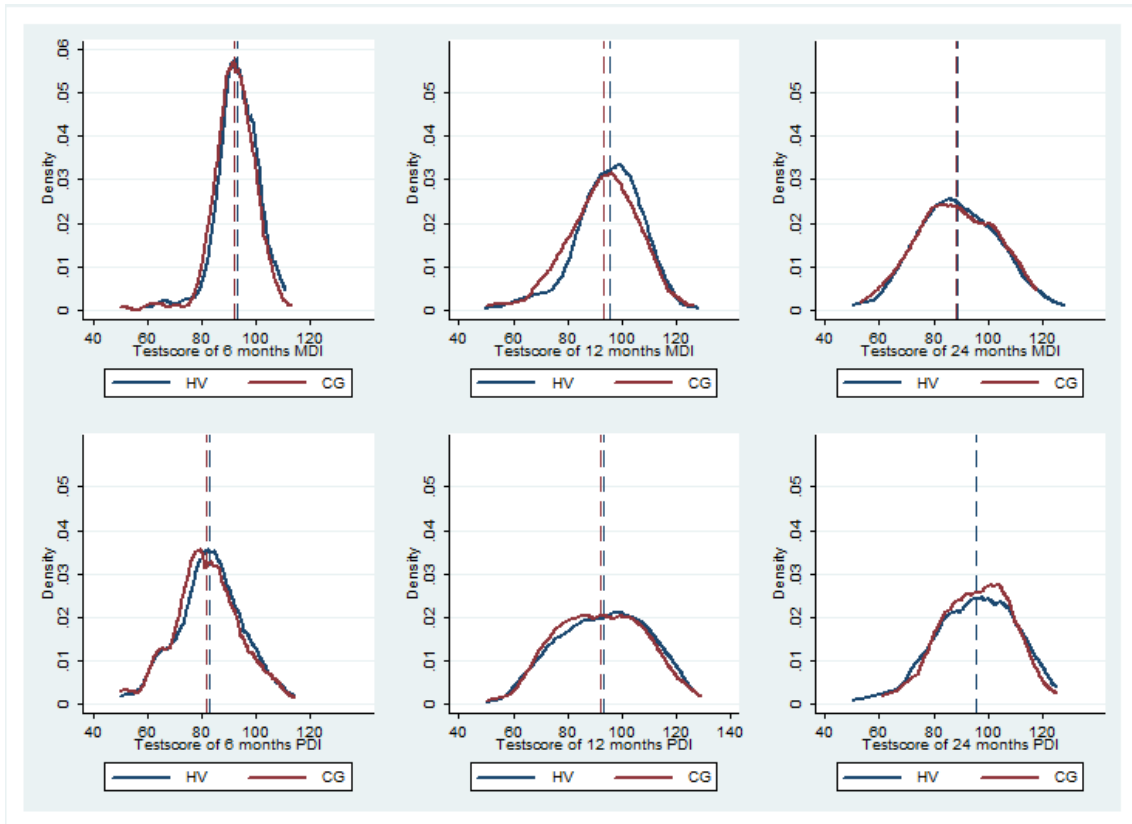 Density
0 .01 .02 .03 .04 .05 .06
40 60 80 100 120
Testscore of 6 months MDI
HV CG
Density
0 .01 .02 .03 .04 .05
40 60 80 100 120
Testscore of 12 months MDI
HV CG
Density
0 .01 .02 .03 .04 .05
40 60 80 100 120
Testscore of 24 months MDI
HV CG
Density
0 .01 .02 .03 .04 .05
40 60 80 100 120
Testscore of 6 months PDI
HV CG
Density
0 .01 .02 .03 .04 .05
40 60 80 100 120 140
Testscore of 12 months PDI
HV CG
Density
0 .01 .02 .03 .04 .05
40 60 80 100 120
Testscore of 24 months PDI
HV CG